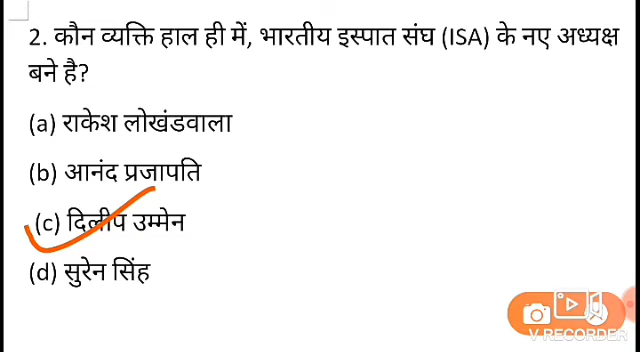 2. कौन व्यक्ति हाल ही में, भारतीय इस्पात संघ (ISA) के नए अध्यक्ष
बने है?
(a) राकेश लोखंडवाला
(b) आनंद प्रजापति
(c) दिलीप उम्मेन
(d) सुरेन सिंह
V RECORDER